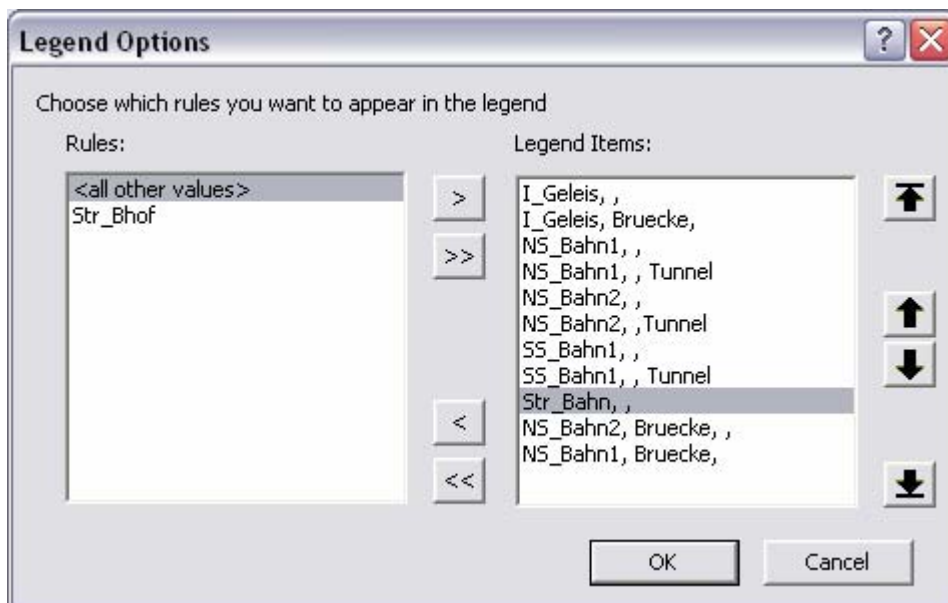 Legend Options
?
Choose which rules you want to appear in the legend
Rules:
<all other values>
Str_Bhof
>
>>
<
<<
Legend Items:
I_Geleis, ,
I_Geleis, Bruecke,
NS_Bahn1, ,
NS_Bahn1, , Tunnel
NS_Bahn2, ,
NS_Bahn2, ,Tunnel
SS_Bahn1, ,
SS_Bahn1, , Tunnel
Str_Bahn, ,
NS_Bahn2, Bruecke, ,
NS_Bahn1, Bruecke,
OK
Cancel